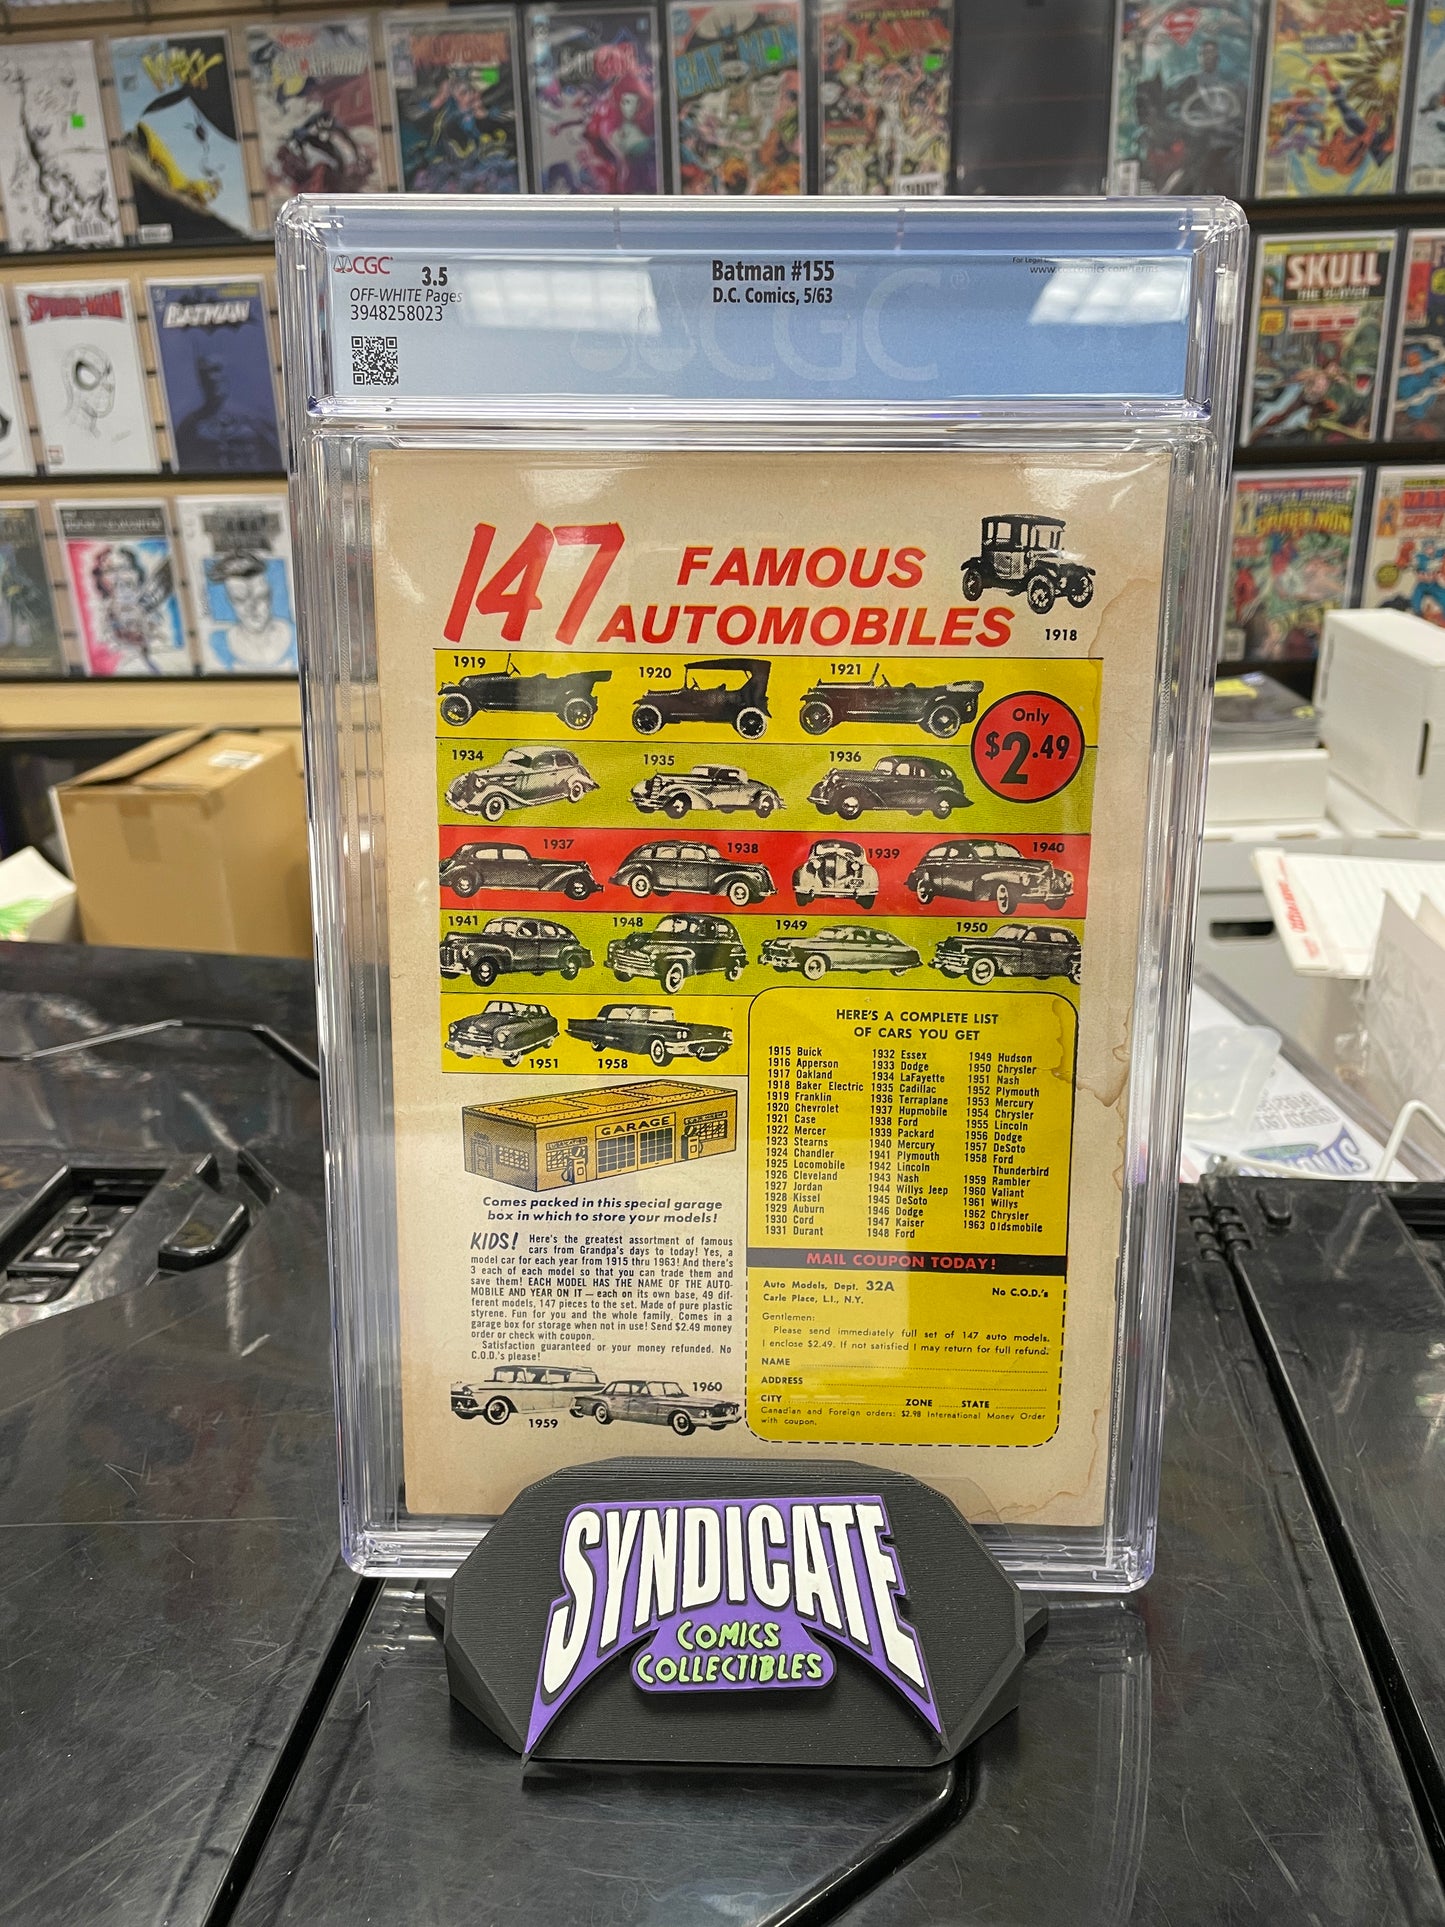 MAXX
BATMAN
SPIDER-MAN
BATMAN
SKULL
CGC
3.5
OFF-WHITE Pages
3948258023
Batman #155
D.C. Comics, 5/63
www.cgccomics.com/terms
CGC
147 FAMOUS
AUTOMOBILES
1918
1919
1920
1921
Only
$2.49
1934
1935
1936
1937
1938
1939
1940
1941
1948
1949
1950
1951
1958
GARAGE
Comes packed in this special garage
box in which to store your models!
KIDS! Here's the greatest assortment of famous
cars from Grandpa's days to today! Yes, a
model car for each year from 1915 thru 1963! And there's
3 each of each model so that you can trade them and
save them! EACH MODEL HAS THE NAME OF THE AUTO-
MOBILE AND YEAR ON IT — each on its own base, 49 dif-
ferent models, 147 pieces to the set. Made of pure plastic
styrene. Fun for you and the whole family. Comes in a
garage box for storage when not in use! Send $2.49 money
order or check with coupon.
Satisfaction guaranteed or your money refunded. No
C.O.D.'s please!
1959
1960
HERE'S A COMPLETE LIST
OF CARS YOU GET
1915 Buick
1916 Apperson
1917 Oakland
1918 Baker Electric
1919 Franklin
1920 Chevrolet
1921 Case
1922 Mercer
1923 Stearns
1924 Chandler
1925 Locomobile
1926 Cleveland
1927 Jordan
1928 Kissel
1929 Auburn
1930 Cord
1931 Durant
1932 Essex
1933 Dodge
1934 LaFayette
1935 Cadillac
1936 Terraplane
1937 Hupmobile
1938 Ford
1939 Packard
1940 Mercury
1941 Plymouth
1942 Lincoln
1943 Nash
1944 Willys Jeep
1945 DeSoto
1946 Dodge
1947 Kaiser
1948 Ford
1949 Hudson
1950 Chrysler
1951 Nash
1952 Plymouth
1953 Mercury
1954 Chrysler
1955 Lincoln
1956 Dodge
1957 DeSoto
1958 Ford
Thunderbird
1959 Rambler
1960 Valiant
1961 Willys
1962 Chrysler
1963 Oldsmobile
MAIL COUPON TODAY!
Auto Models, Dept. 32A
Carle Place, L.I., N.Y.
No C.O.D.'s
Gentlemen:
Please send immediately full set of 147 auto models.
I enclose $2.49. If not satisfied I may return for full refund.
NAME
ADDRESS
CITY ZONE STATE
Canadian and Foreign orders: $2.98 International Money Order
with coupon.
SYNDICATE
COMICS
COLLECTIBLES